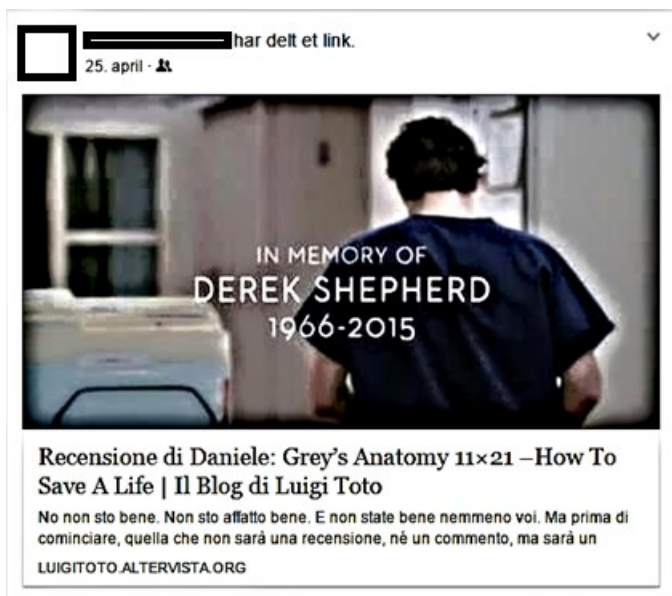 har delt et link.
25. april ·
IN MEMORY OF
DEREK SHEPHERD
1966-2015
Recensione di Daniele: Grey's Anatomy 11×21 –How To
Save A Life | Il Blog di Luigi Toto
No non sto bene. Non sto affatto bene. E non state bene nemmeno voi. Ma prima di
cominciare, quella che non sarà una recensione, nè un commento, ma sarà un
LUIGITOTO.ALTERVISTA.ORG